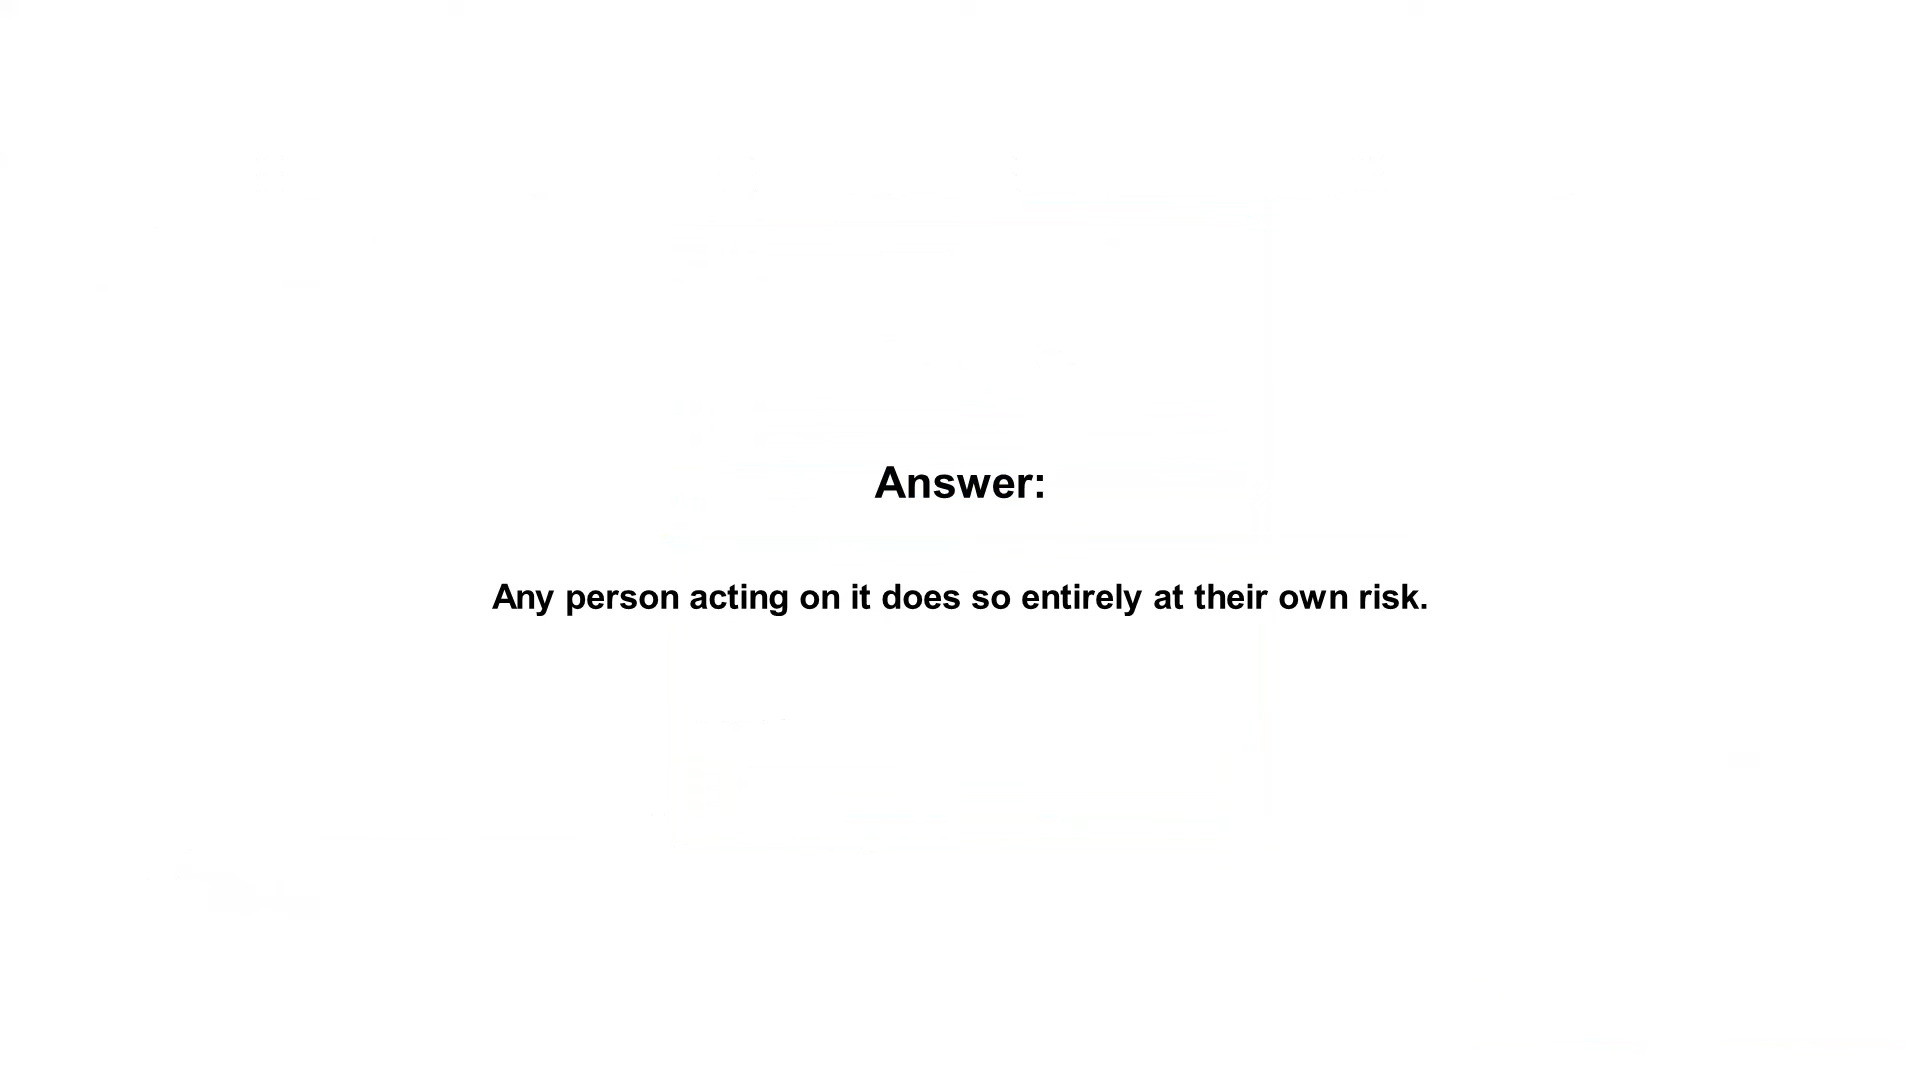 Answer:
Any person acting on it does so entirely at their own risk.